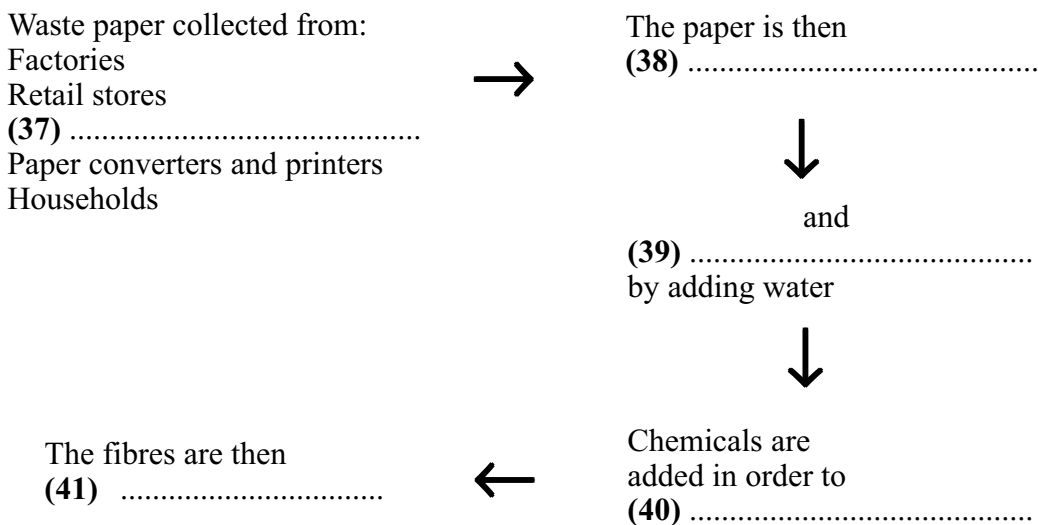 Waste paper collected from:
Factories
Retail stores
(37) ..........................................
Paper converters and printers
Households
The paper is then
(38) ..........................................
and
(39) .........................................
by adding water
Chemicals are
added in order to
(40) .........................................
The fibres are then
(41) ................................